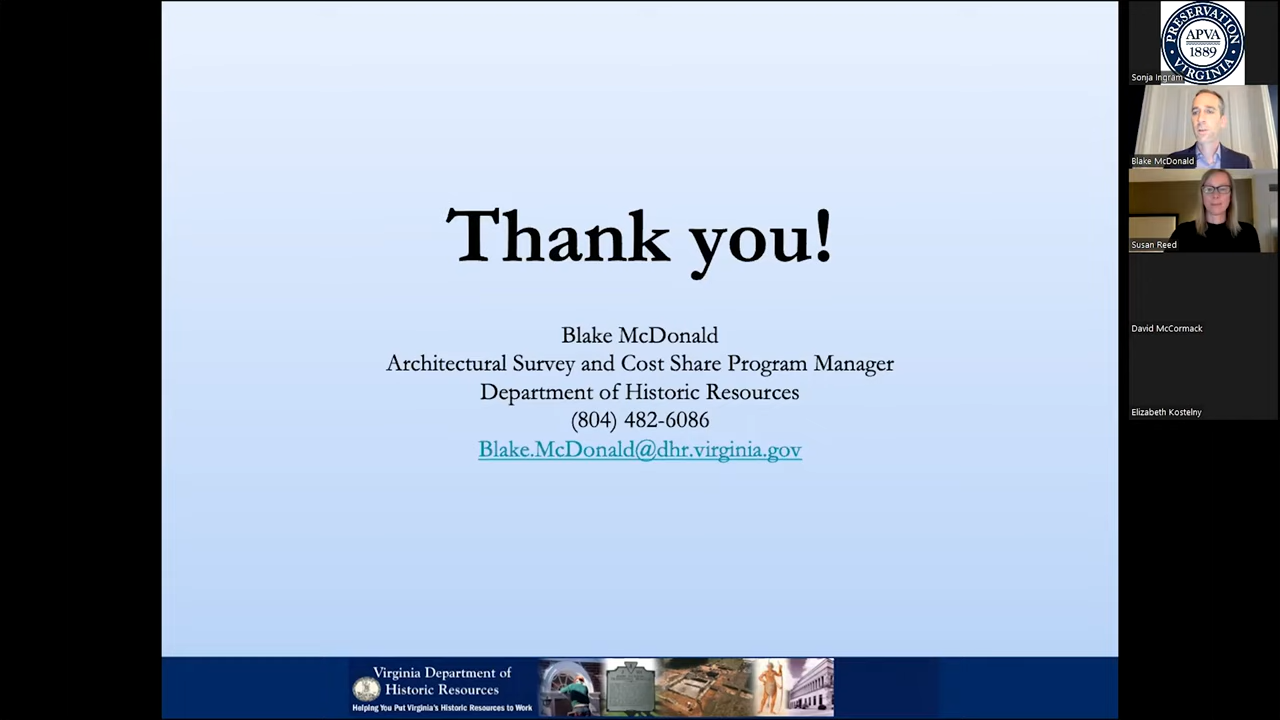 Thank you!
Blake McDonald
Architectural Survey and Cost Share Program Manager
Department of Historic Resources
(804) 482-6086
Blake.McDonald@dhr.virginia.gov
Virginia Department of
Historic Resources
Helping You Put Virginia's Historic Resources to Work
PRESERVATION
APVA
1889
VIRGINIA
Sonja Ingram
Blake McDonald
Susan Reed
David McCormack
Elizabeth Kostelny